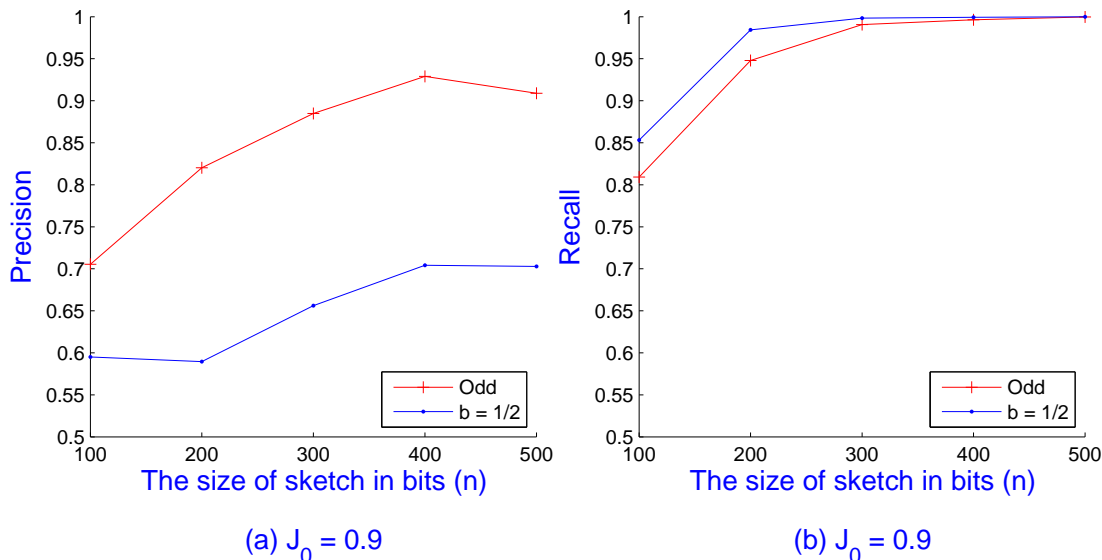 1
0.95
0.9
0.85
0.8
0.75
0.7
0.65
0.6
0.55
0.5
Precision
100 200 300 400 500
The size of sketch in bits (n)
Odd
b = 1/2
(a) J_0 = 0.9
1
0.95
0.9
0.85
0.8
0.75
0.7
0.65
0.6
0.55
0.5
Recall
100 200 300 400 500
The size of sketch in bits (n)
Odd
b = 1/2
(b) J_0 = 0.9